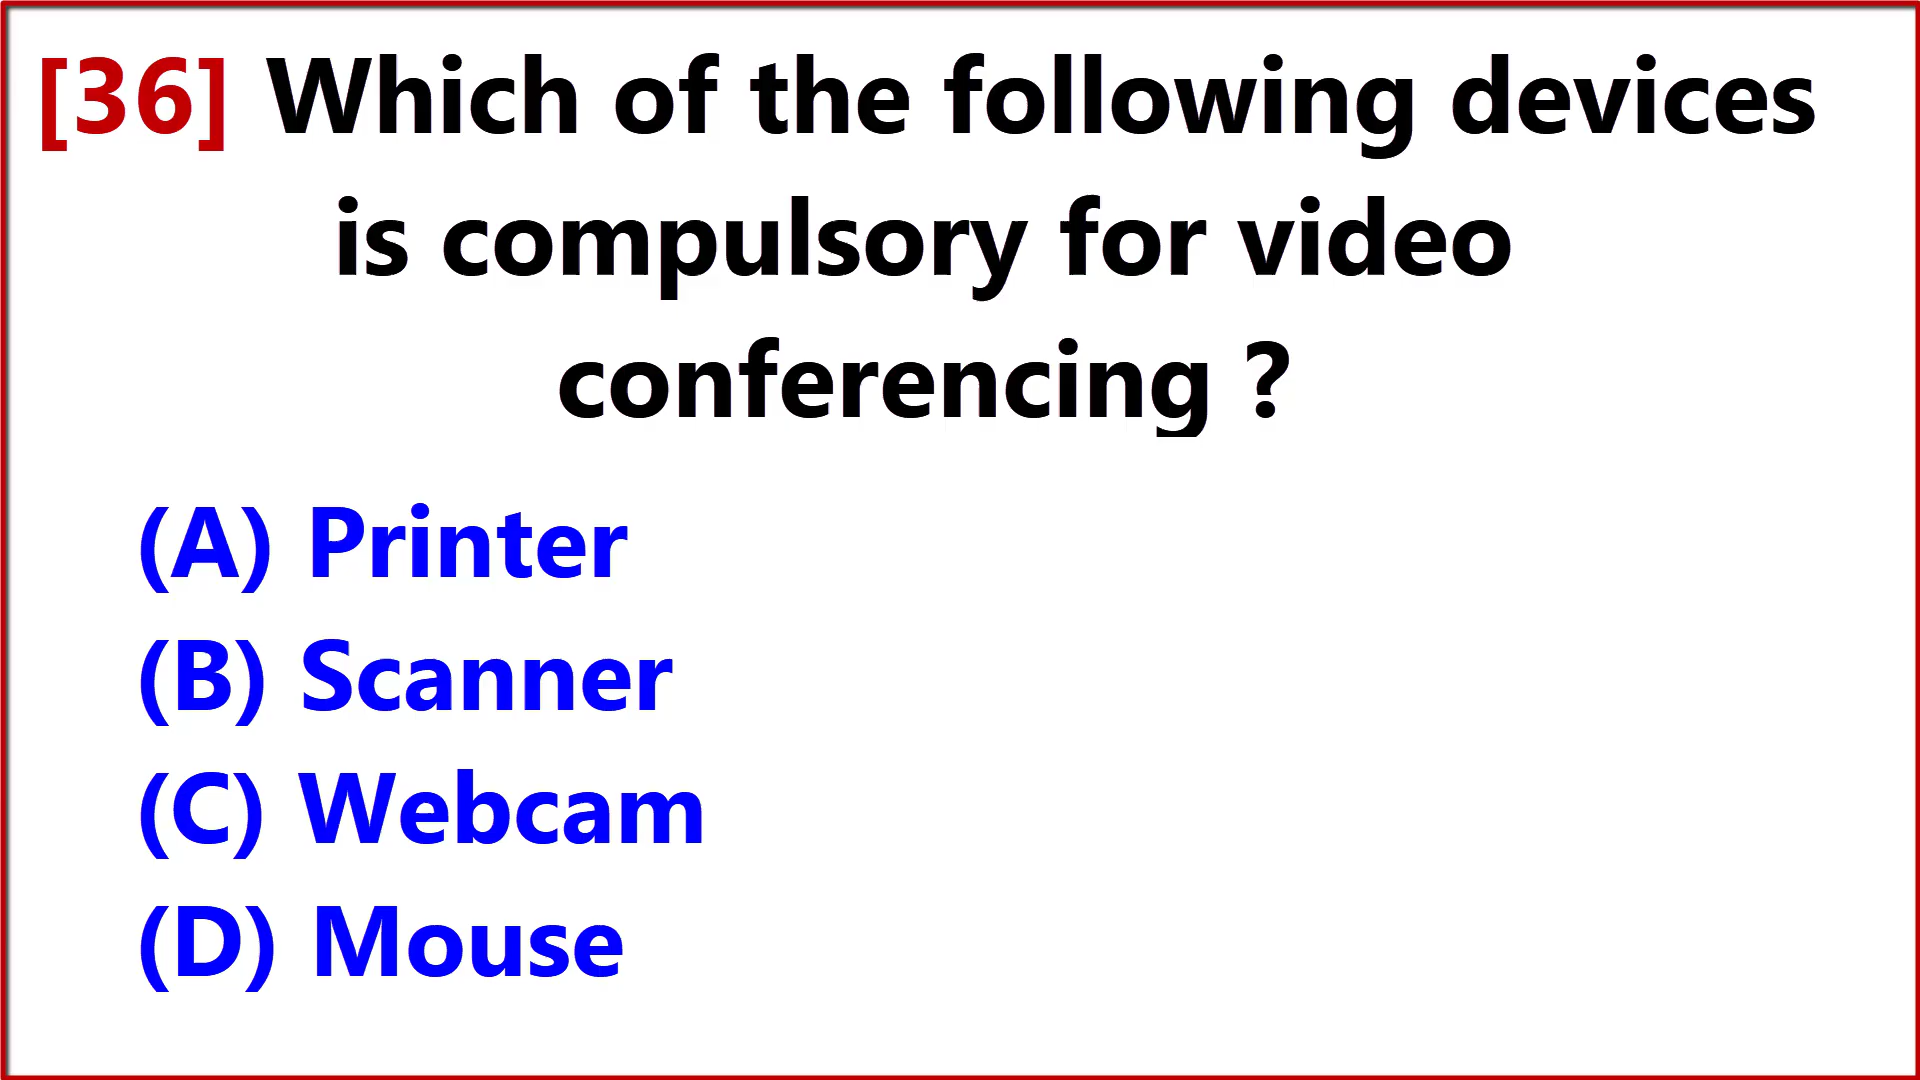 [36] Which of the following devices
is compulsory for video
conferencing ?
(A) Printer
(B) Scanner
(C) Webcam
(D) Mouse